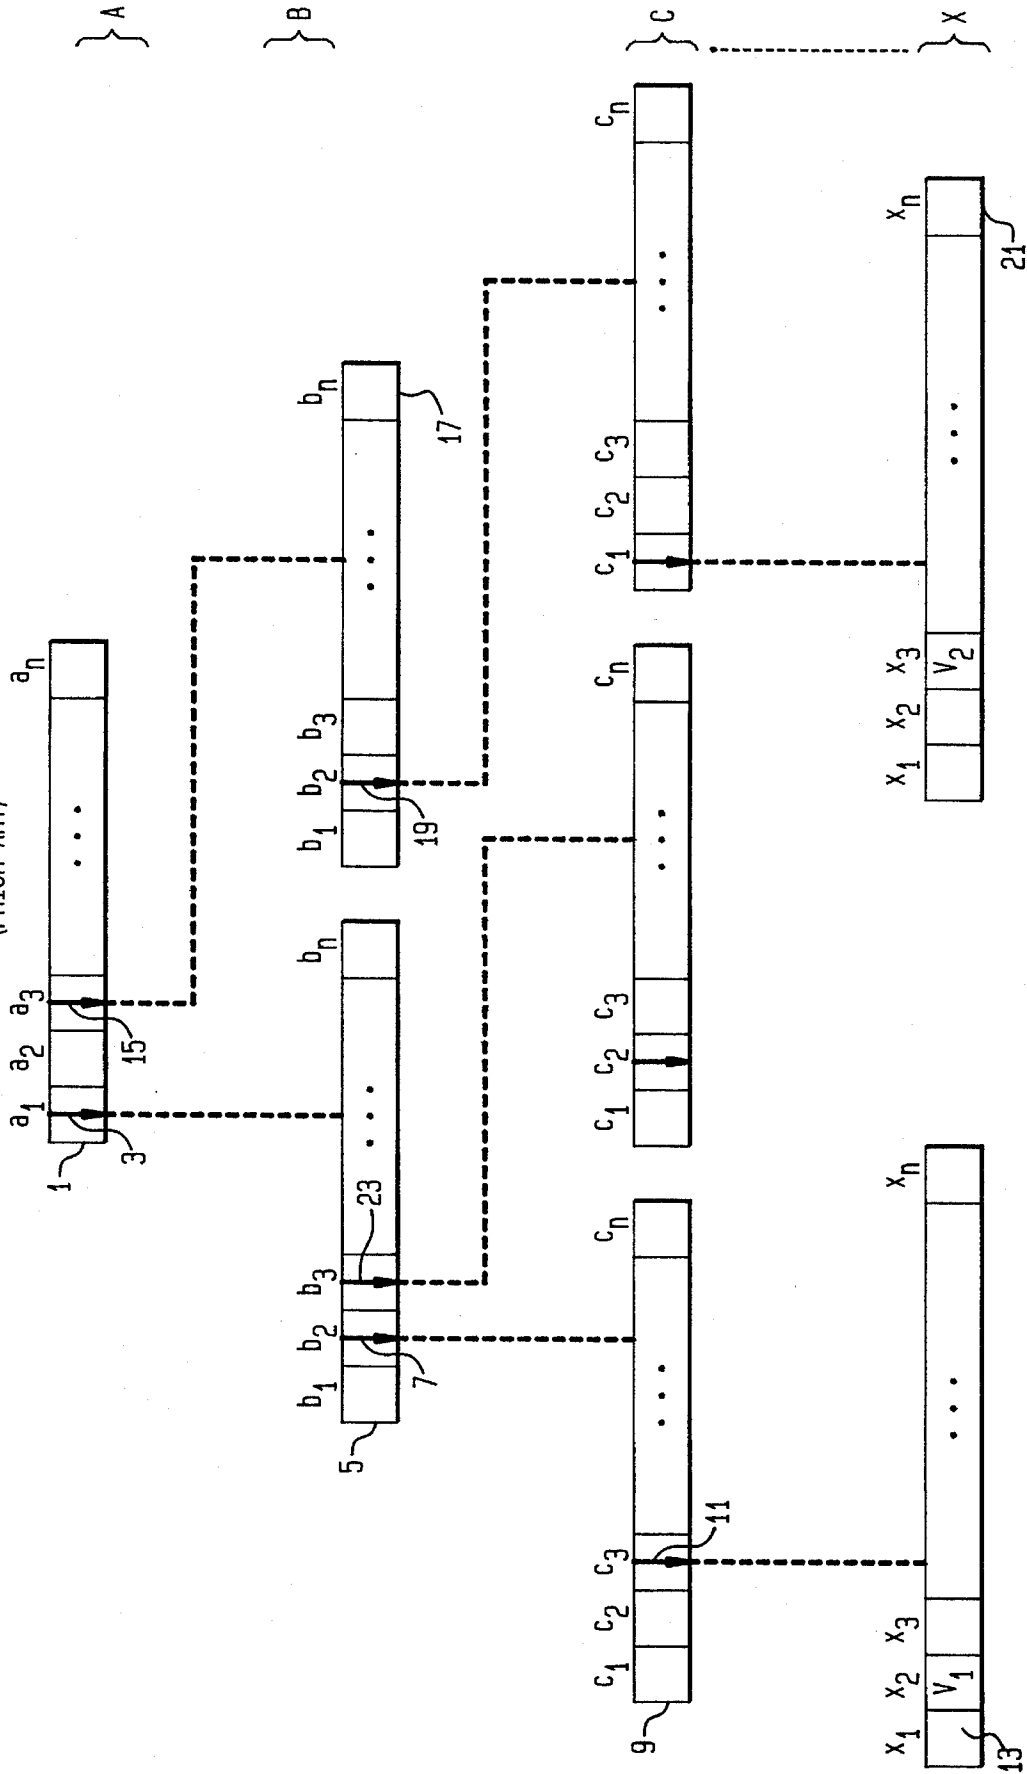 (PRIOR ART)
a1 a2 a3 ... an
1
A
3 15
b1 b2 b3 ... bn b1 b2 b3 ... bn
B
23
5
7 19 17
c1 c2 c3 ... cn c1 c2 c3 ... cn c1 c2 c3 ... cn
C
9 11
x1 x2 x3 ... xn x1 x2 x3 ... xn
X
V1 V2
13 21